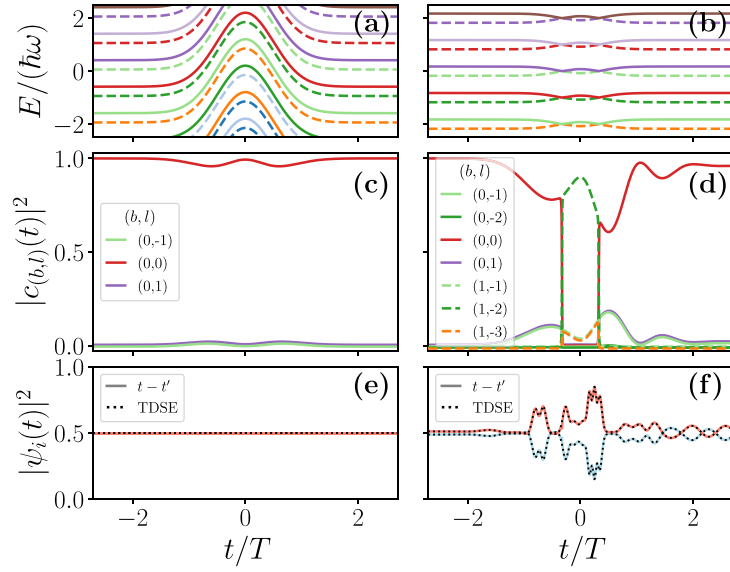 E/(ħω)
2
0
−2
(a)
(b)
|c_{(b,l)}(t)|^2
1.0
0.5
0.0
(c)
(b, l)
(0,-1)
(0,0)
(0,1)
(d)
(b, l)
(0,-1)
(0,-2)
(0,0)
(0,1)
(1,-1)
(1,-2)
(1,-3)
|ψ_i(t)|^2
1.0
0.5
0.0
(e)
t − t′
TDSE
(f)
t − t′
TDSE
−2
0
2
t/T
−2
0
2
t/T